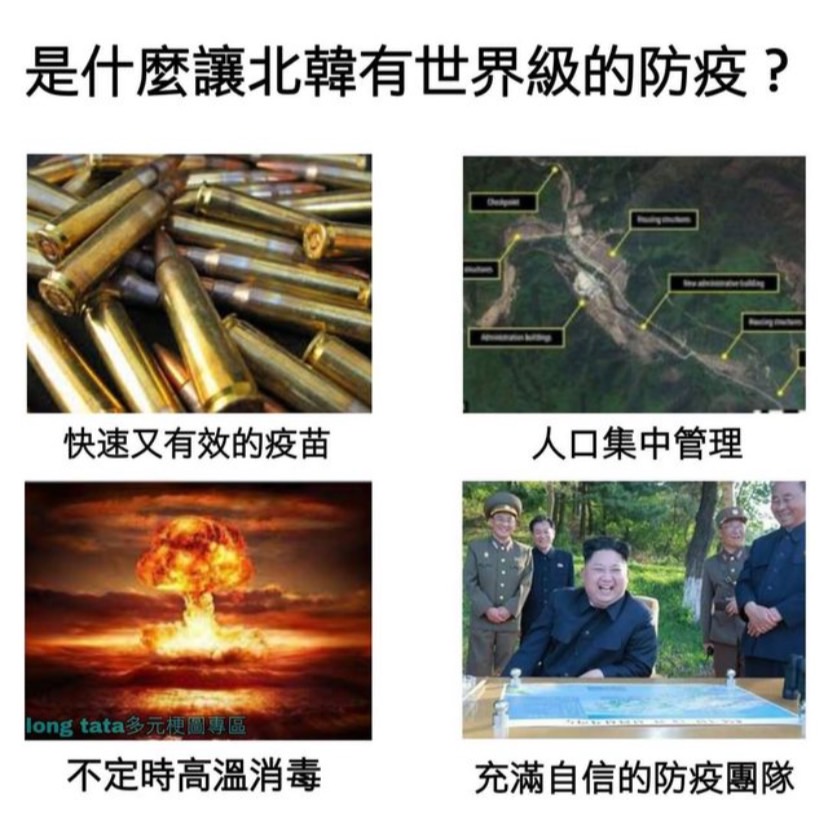 是什麼讓北韓有世界級的防疫?
Checkpoint
Housing structures
structures
New administrative building
Administration buildings
Housing structures
快速又有效的疫苗
人口集中管理
long tata多元梗圖專區
不定時高溫消毒
充滿自信的防疫團隊